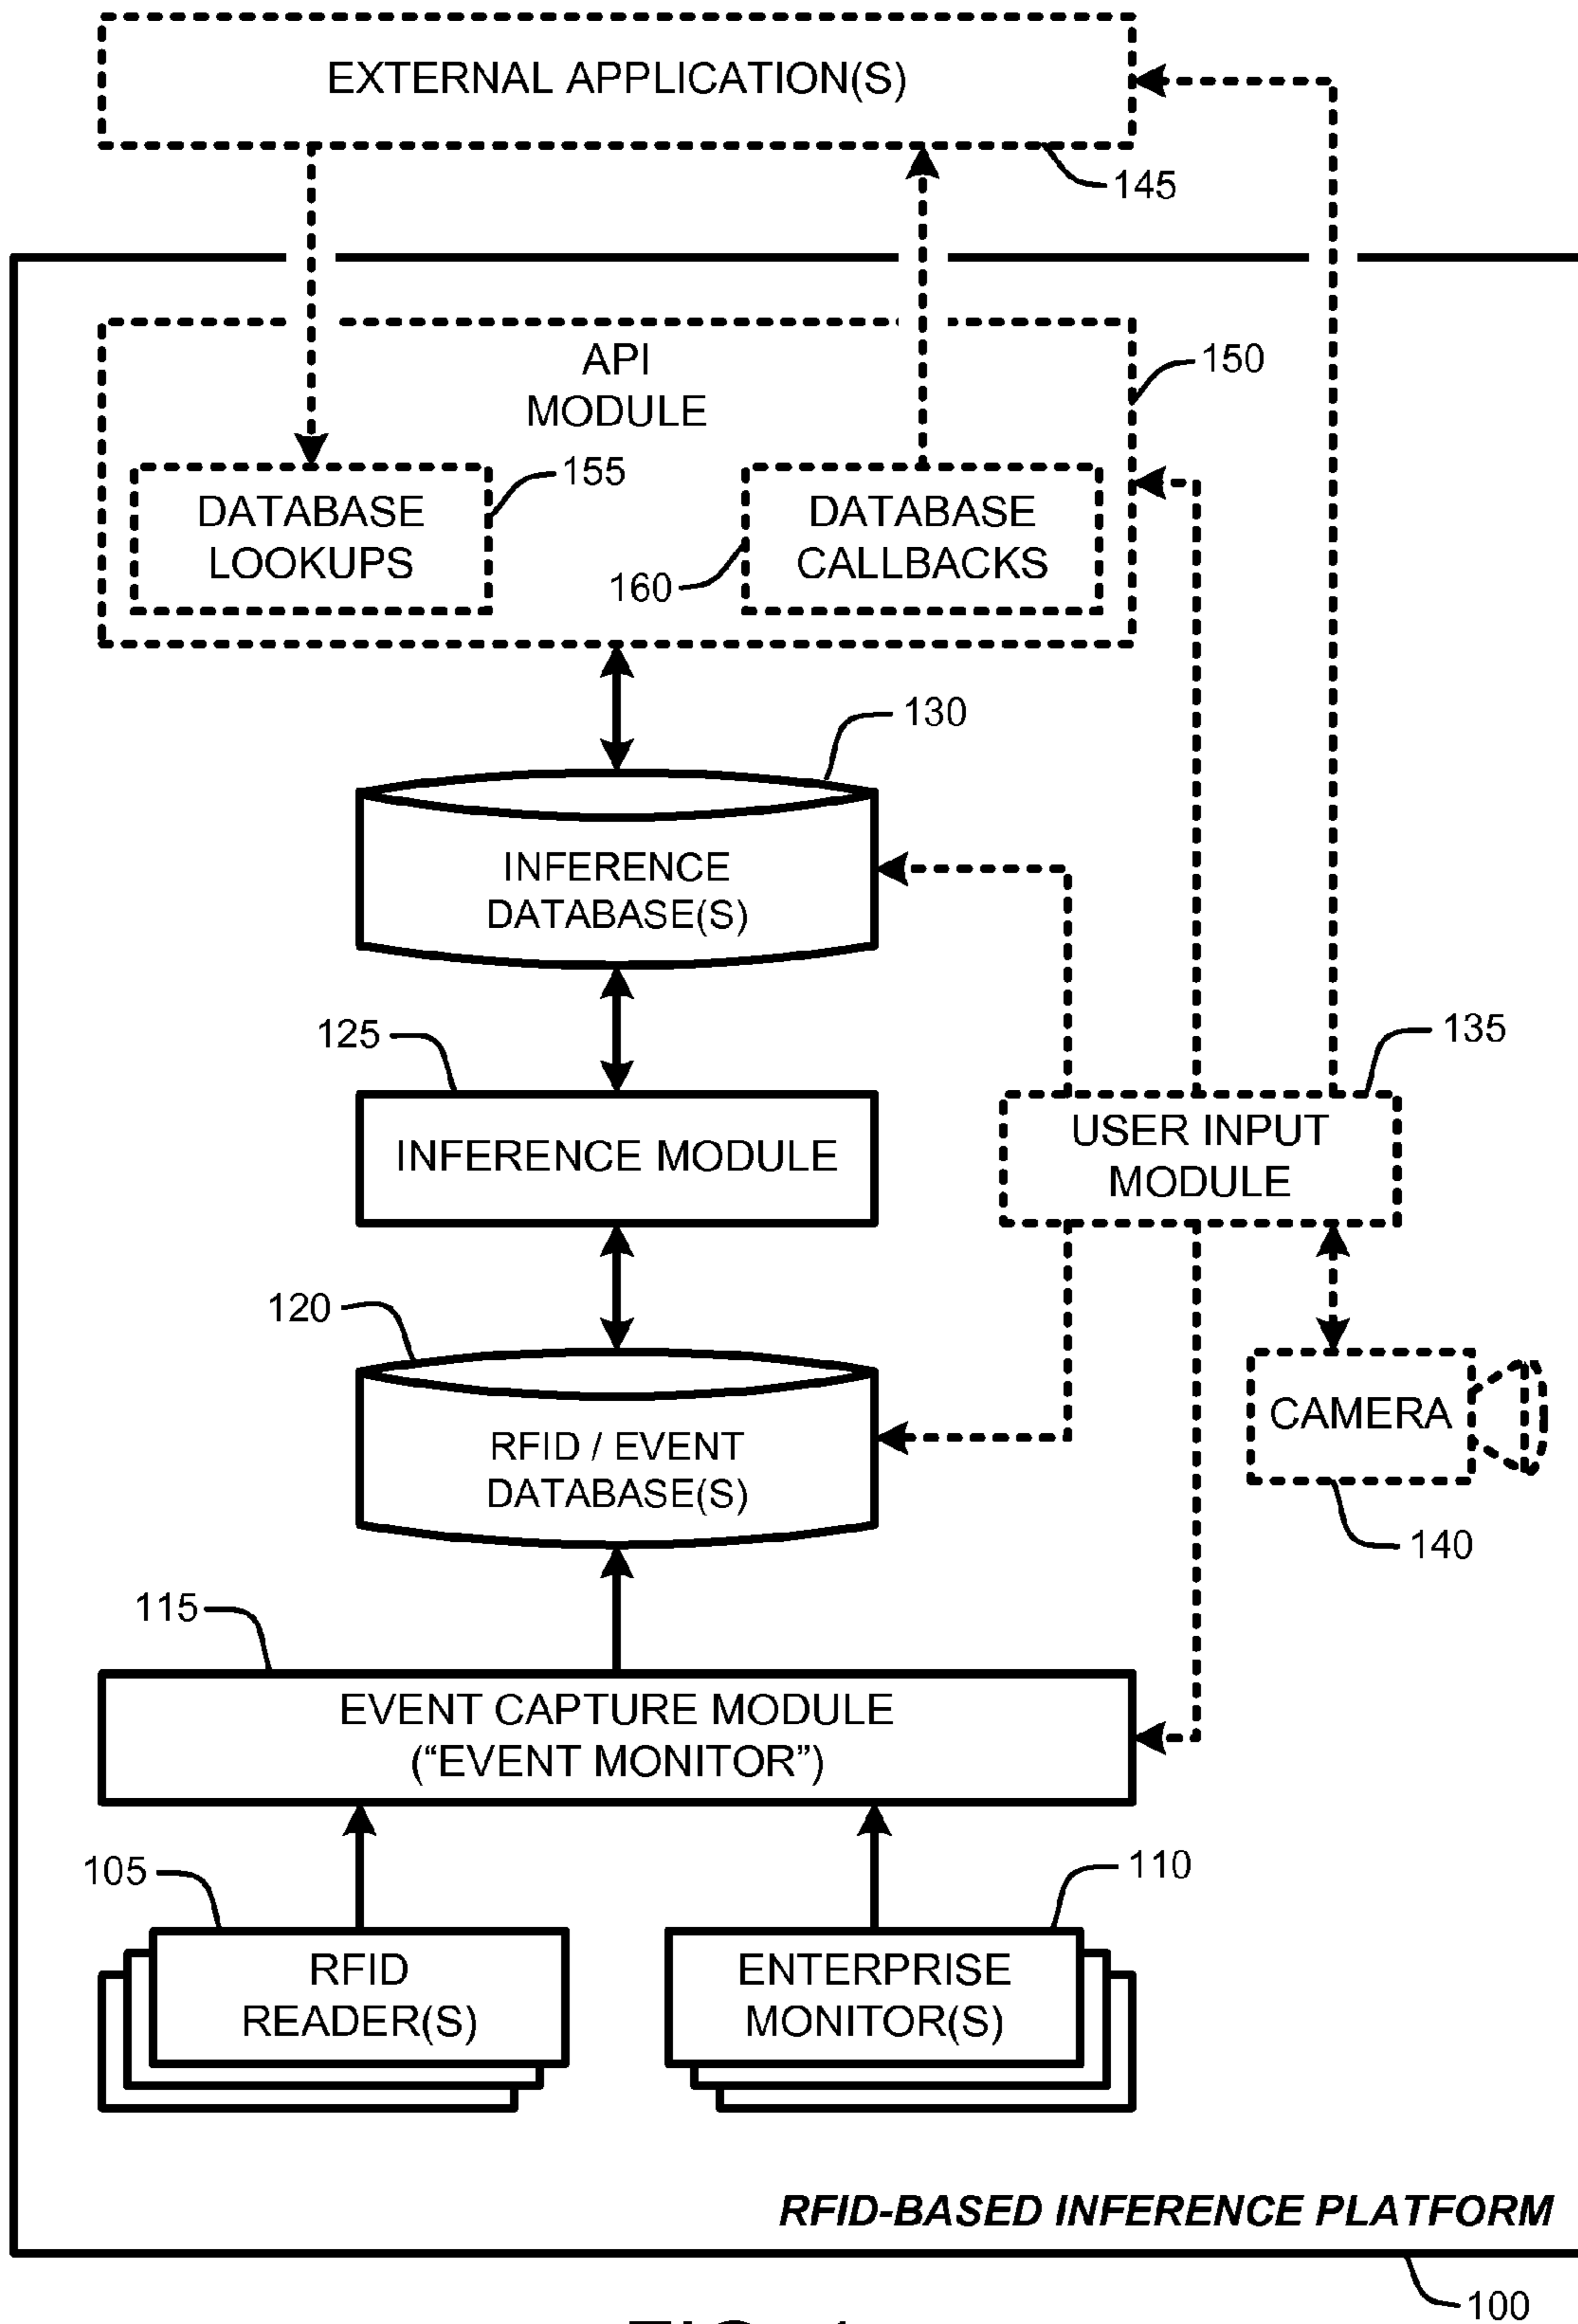 EXTERNAL APPLICATION(S)
145
API
MODULE
150
DATABASE
LOOKUPS
155
DATABASE
CALLBACKS
160
130
INFERENCE
DATABASE(S)
125
INFERENCE MODULE
135
USER INPUT
MODULE
120
RFID / EVENT
DATABASE(S)
CAMERA
140
115
EVENT CAPTURE MODULE
(“EVENT MONITOR”)
105
RFID
READER(S)
110
ENTERPRISE
MONITOR(S)
RFID-BASED INFERENCE PLATFORM
100